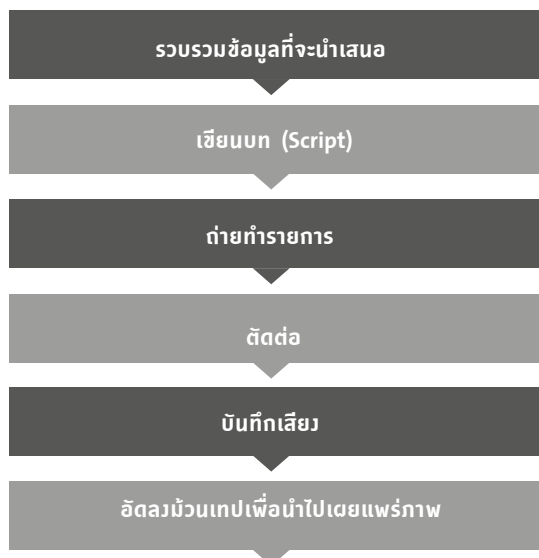 รวบรวมข้อมูลที่จะนำเสนอ
เขียนบท (Script)
ถ่ายทำรายการ
ตัดต่อ
บันทึกเสียง
อัดลงม้วนเทปเพื่อนำไปเผยแพร่ภาพ